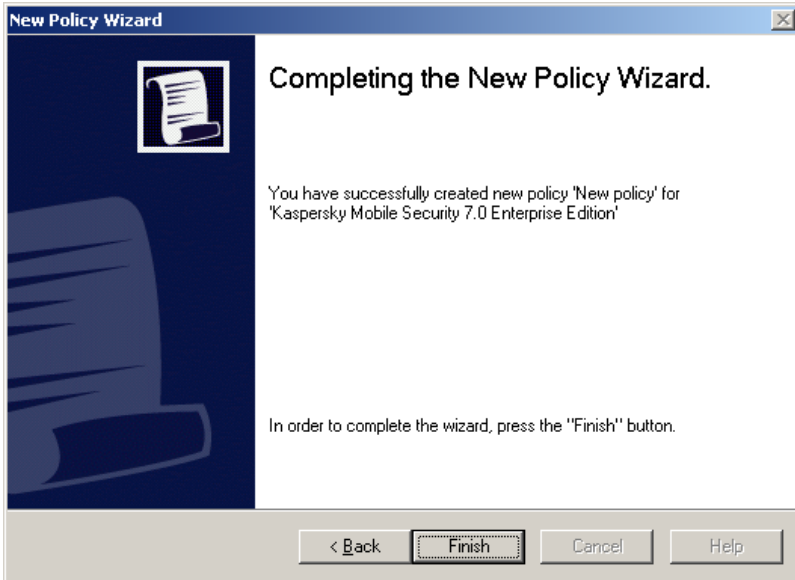 New Policy Wizard
Completing the New Policy Wizard.
You have successfully created new policy 'New policy' for
'Kaspersky Mobile Security 7.0 Enterprise Edition'
In order to complete the wizard, press the "Finish" button.
< Back Finish Cancel Help